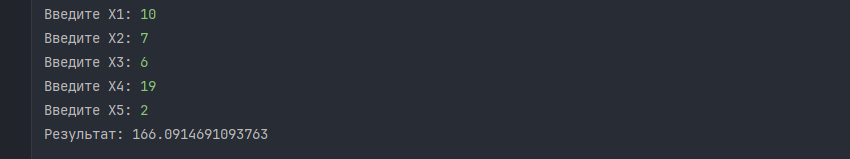 Введите X1: 10
Введите X2: 7
Введите X3: 6
Введите X4: 19
Введите X5: 2
Результат: 166.0914691093763